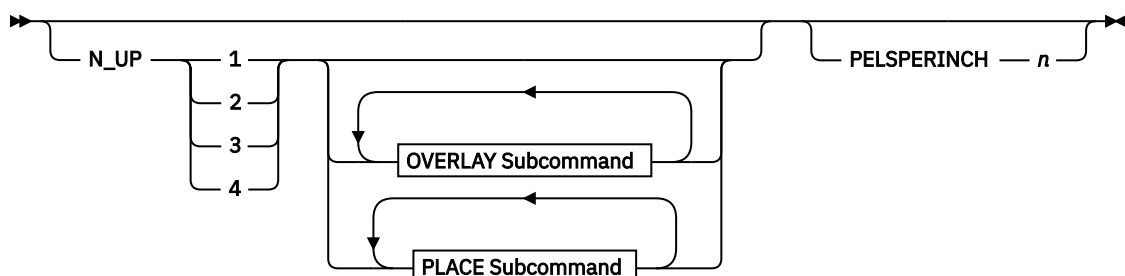 N_UP 1 PELSPERINCH n
2
3
4
OVERLAY Subcommand
PLACE Subcommand